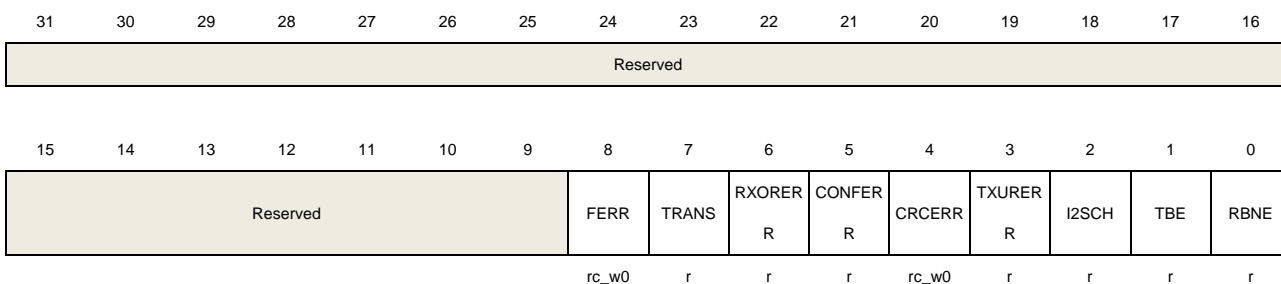 31 30 29 28 27 26 25 24 23 22 21 20 19 18 17 16
Reserved
15 14 13 12 11 10 9 8 7 6 5 4 3 2 1 0
Reserved FERR TRANS RXORER R CONFER R CRCERR TXURER R I2SCH TBE RBNE
rc_w0 r r r rc_w0 r r r r